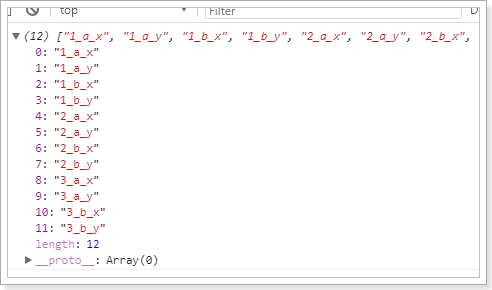 top ▼ Filter D
▼ (12) ["1_a_x", "1_a_y", "1_b_x", "1_b_y", "2_a_x", "2_a_y", "2_b_x",
0: "1_a_x"
1: "1_a_y"
2: "1_b_x"
3: "1_b_y"
4: "2_a_x"
5: "2_a_y"
6: "2_b_x"
7: "2_b_y"
8: "3_a_x"
9: "3_a_y"
10: "3_b_x"
11: "3_b_y"
length: 12
▶ __proto__: Array(0)